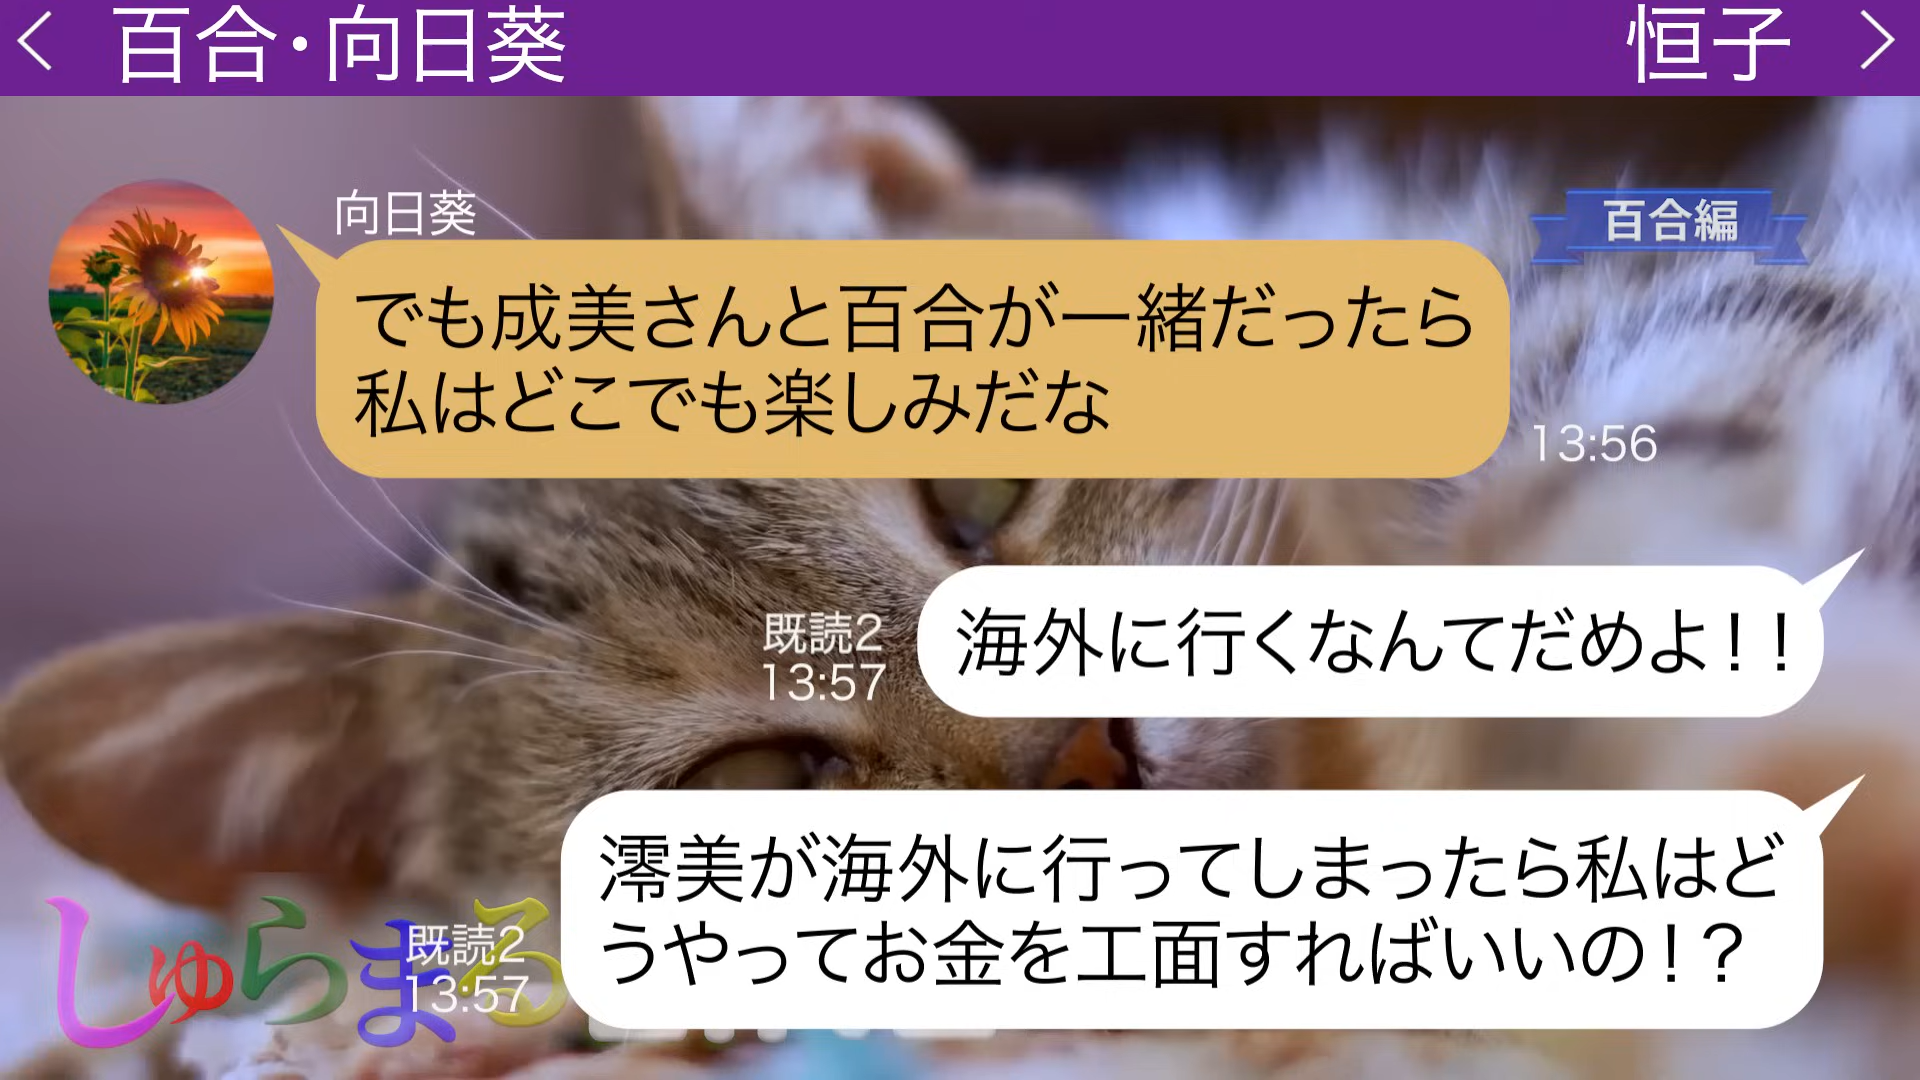 百合・向日葵
恒子
向日葵
百合編
でも成美さんと百合が一緒だったら
私はどこでも楽しみだな
13:56
海外に行くなんてだめよ！！
既読2
13:57
澪美が海外に行ってしまったら私はど
うやってお金を工面すればいいの！？
既読2
13:57
しゅらまる